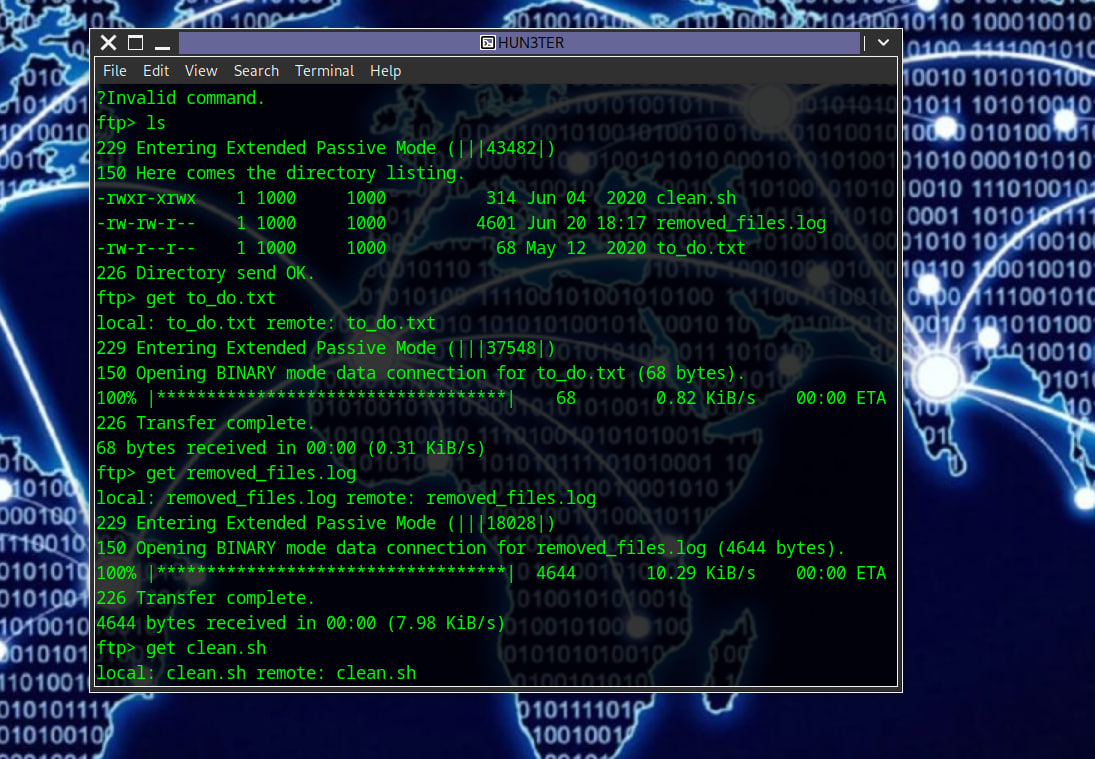 HUN3TER
File Edit View Search Terminal Help
?Invalid command.
ftp> ls
229 Entering Extended Passive Mode (|||43482|)
150 Here comes the directory listing.
-rwxr-xrwx    1 1000     1000          314 Jun 04  2020 clean.sh
-rw-rw-r--    1 1000     1000         4601 Jun 20 18:17 removed_files.log
-rw-r--r--    1 1000     1000           68 May 12  2020 to_do.txt
226 Directory send OK.
ftp> get to_do.txt
local: to_do.txt remote: to_do.txt
229 Entering Extended Passive Mode (|||37548|)
150 Opening BINARY mode data connection for to_do.txt (68 bytes).
100% |***********************************|    68        0.82 KiB/s    00:00 ETA
226 Transfer complete.
68 bytes received in 00:00 (0.31 KiB/s)
ftp> get removed_files.log
local: removed_files.log remote: removed_files.log
229 Entering Extended Passive Mode (|||18028|)
150 Opening BINARY mode data connection for removed_files.log (4644 bytes).
100% |***********************************|  4644       10.29 KiB/s    00:00 ETA
226 Transfer complete.
4644 bytes received in 00:00 (7.98 KiB/s)
ftp> get clean.sh
local: clean.sh remote: clean.sh